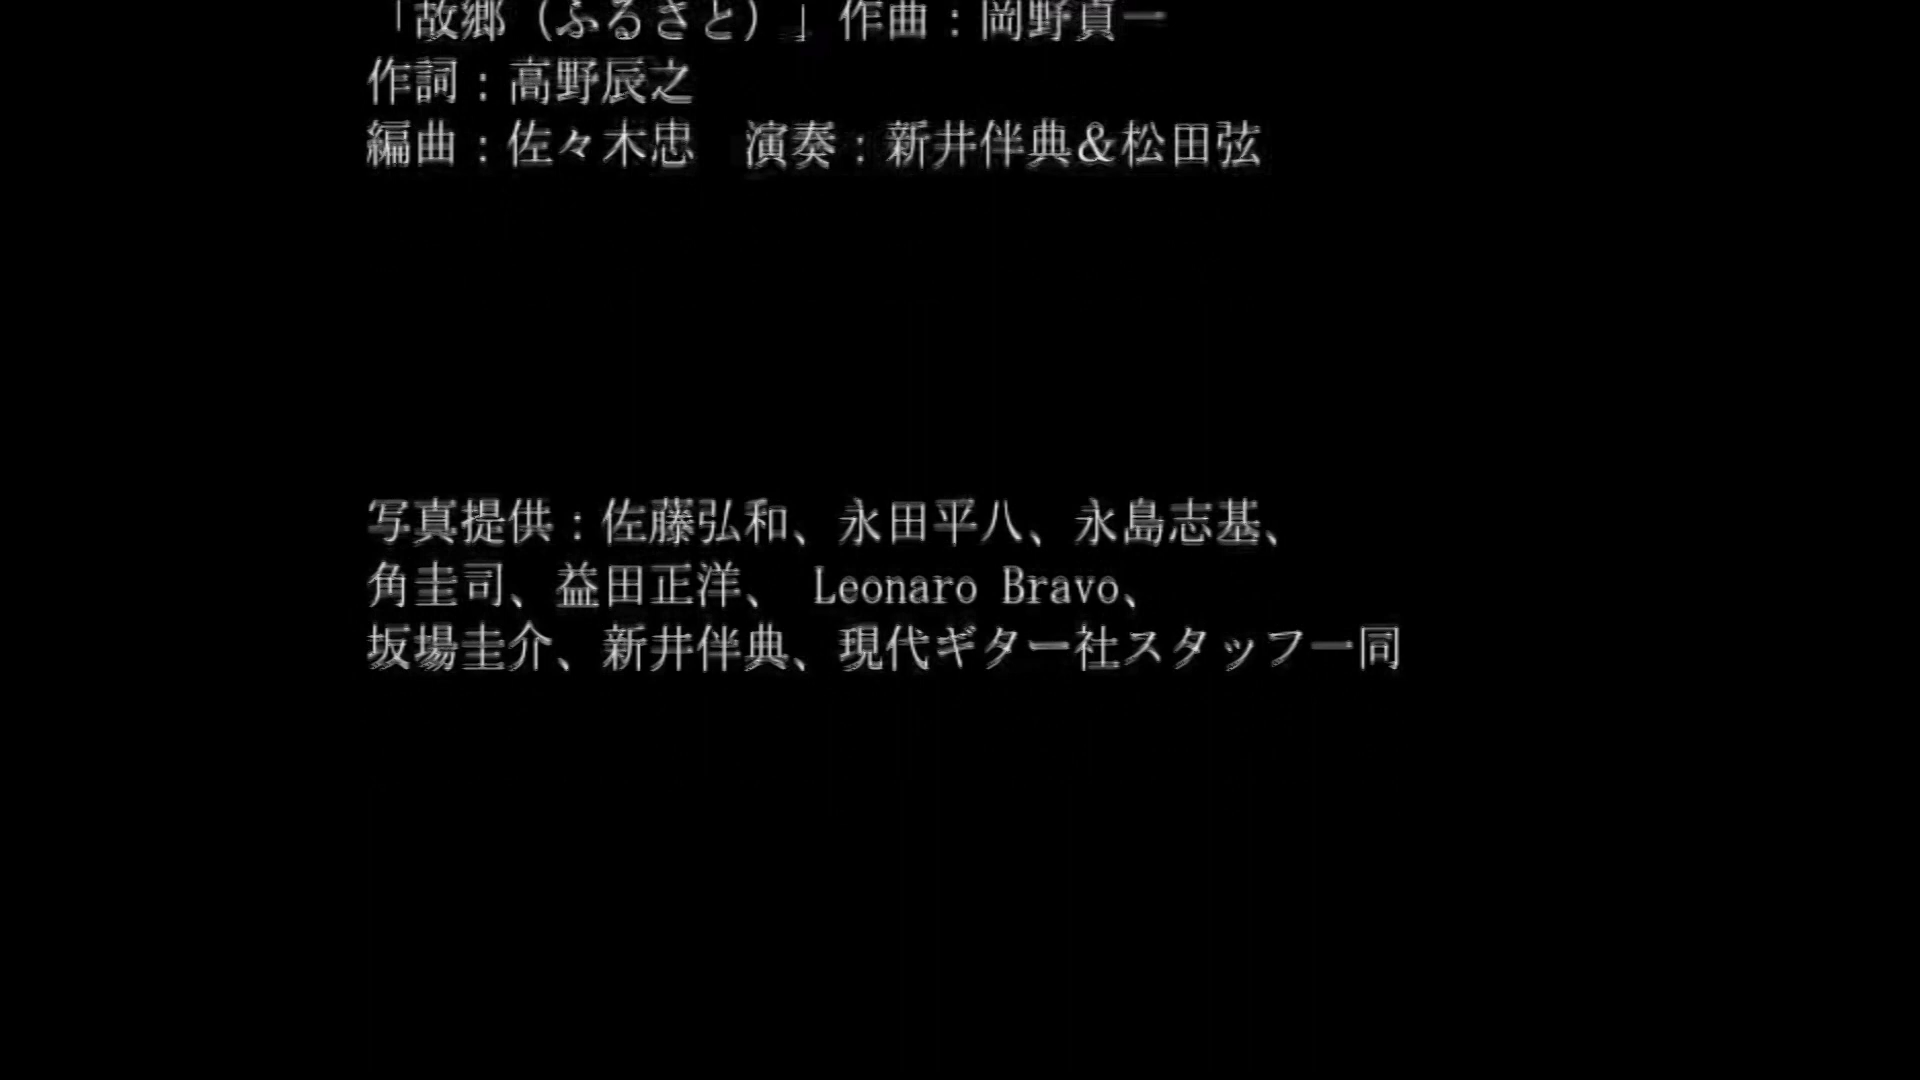 「故郷（ふるさと）」作曲：岡野貞一
作詞：高野辰之
編曲：佐々木忠　演奏：新井伴典＆松田弦
写真提供：佐藤弘和、永田平八、永島志基、
角圭司、益田正洋、 Leonaro Bravo、
坂場圭介、新井伴典、現代ギター社スタッフ一同